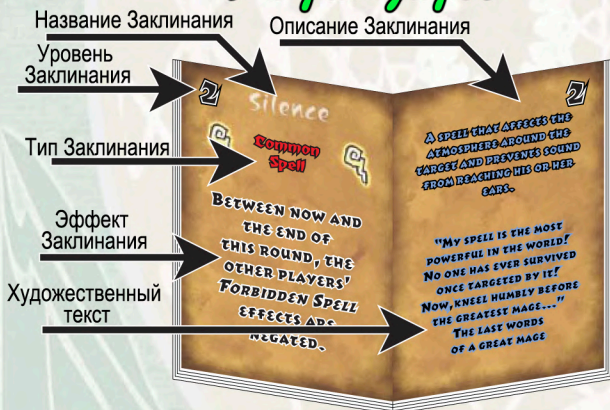 Название Заклинания
Описание Заклинания
Уровень
Заклинания
Тип Заклинания
Эффект
Заклинания
Художественный
текст
2
silence
Common
Spell
BETWEEN NOW AND
THE END OF
THIS ROUND, THE
OTHER PLAYERS'
FORBIDDEN SPELL
EFFECTS ARE
NEGATED.
2
A SPELL THAT AFFECTS THE
ATMOSPHERE AROUND THE
TARGET AND PREVENTS SOUND
FROM REACHING HIS OR HER
EARS.
"MY SPELL IS THE MOST
POWERFUL IN THE WORLD!
NO ONE HAS EVER SURVIVED
ONCE TARGETED BY IT!
NOW, KNEEL HUMBLY BEFORE
THE GREATEST MAGE..."
THE LAST WORDS
OF A GREAT MAGE